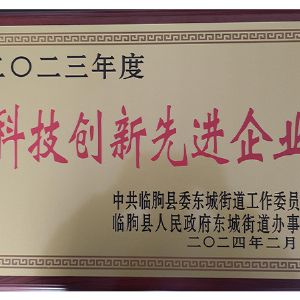 二〇二三年度
科技创新先进企业
中共临朐县委东城街道工作委员
临朐县人民政府东城街道办事
二〇二四年二月